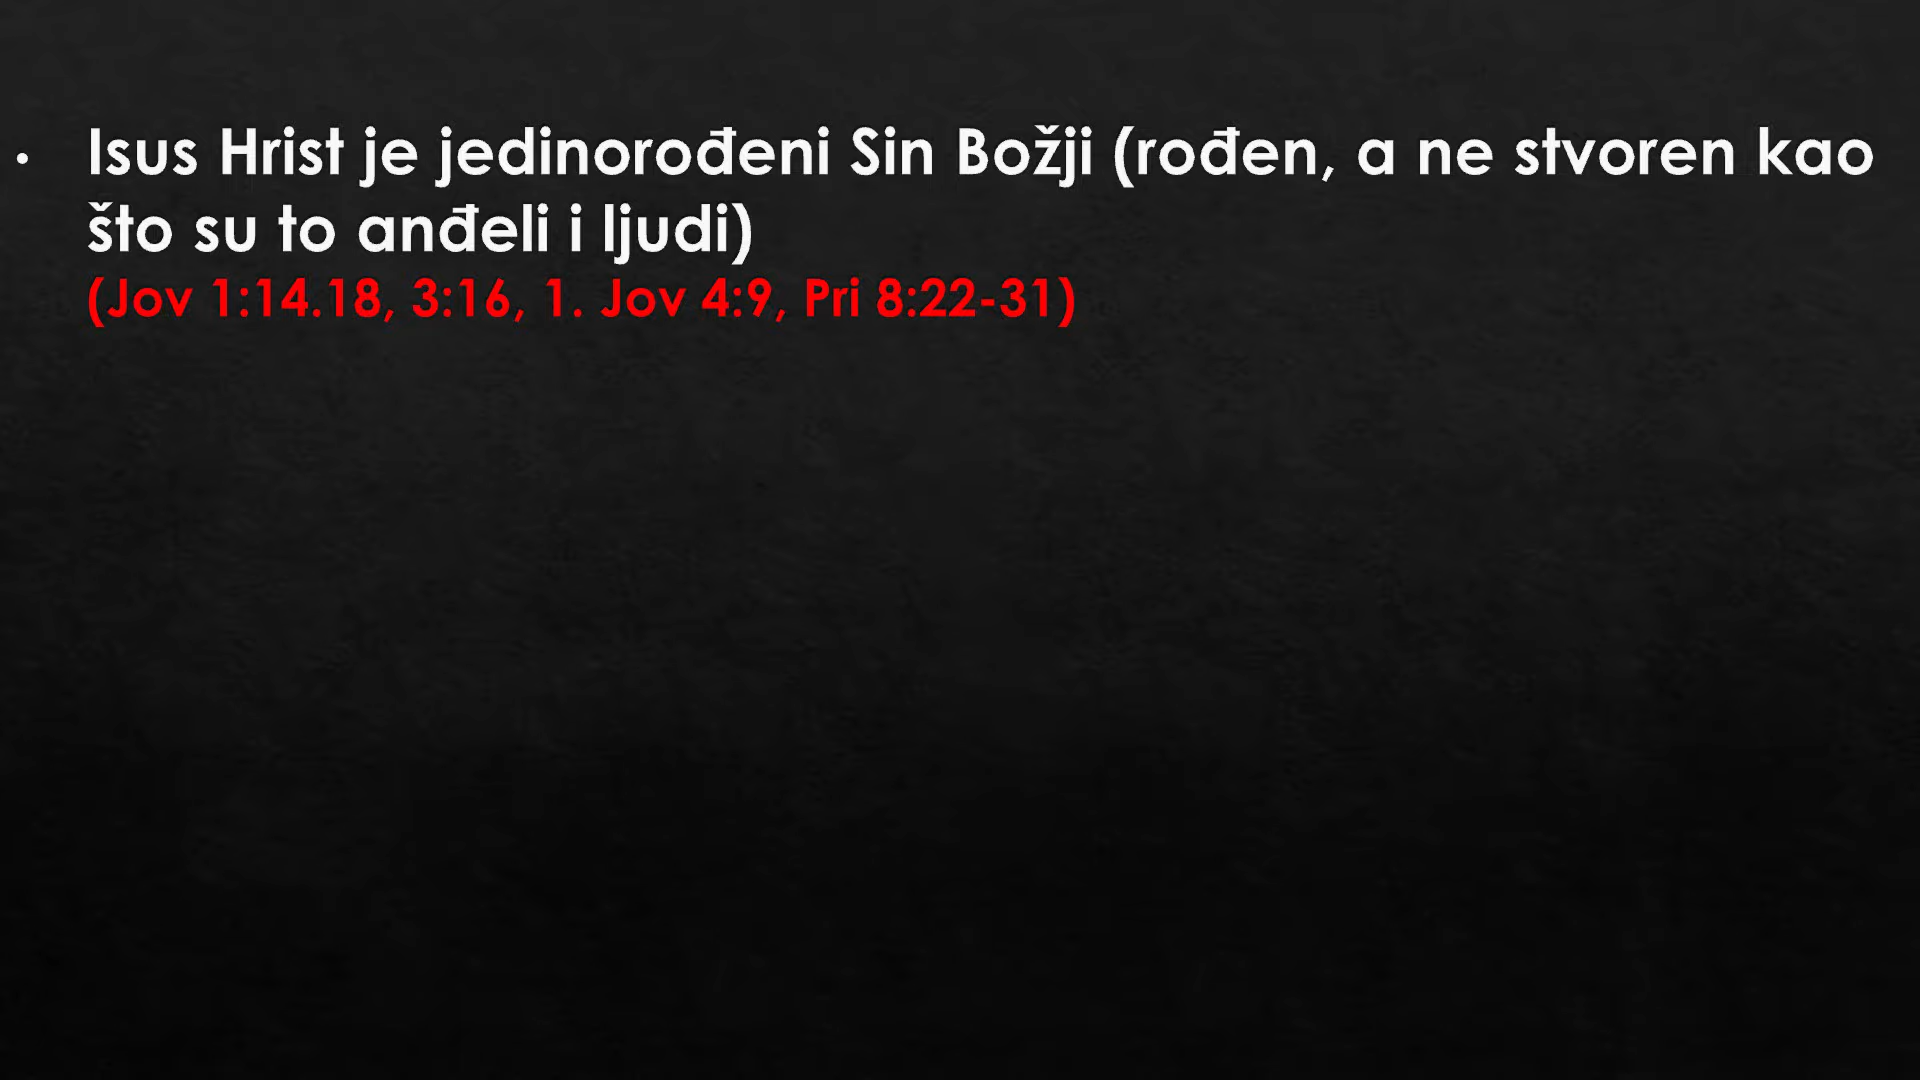 • Isus Hrist je jedinorođeni Sin Božji (rođen, a ne stvoren kao
što su to anđeli i ljudi)
(Jov 1:14.18, 3:16, 1. Jov 4:9, Pri 8:22-31)